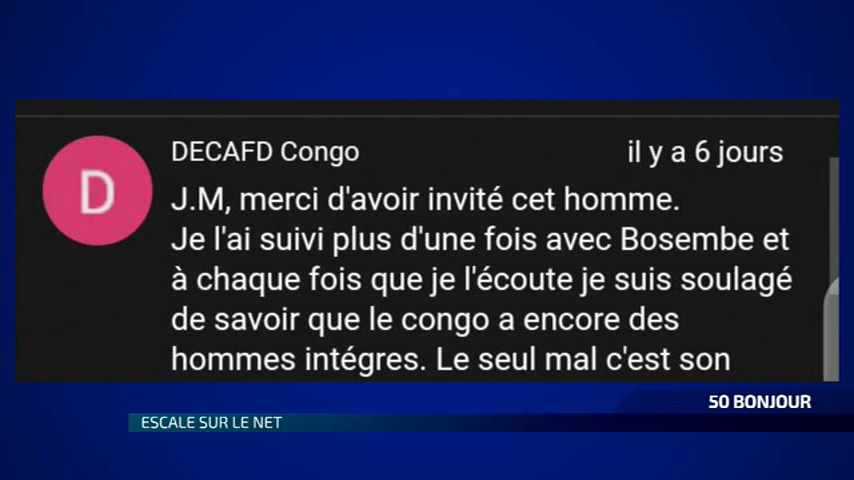 D
DECAFD Congo
il y a 6 jours
J.M, merci d'avoir invité cet homme.
Je l'ai suivi plus d'une fois avec Bosembe et
à chaque fois que je l'écoute je suis soulagé
de savoir que le congo a encore des
hommes intégres. Le seul mal c'est son
50 BONJOUR
ESCALE SUR LE NET